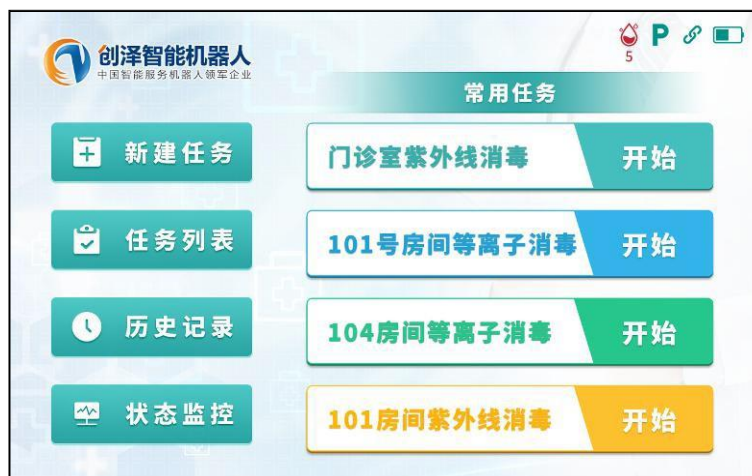 创泽智能机器人
中国智能服务机器人领军企业
P
5
常用任务
新建任务
门诊室紫外线消毒 开始
任务列表
101号房间等离子消毒 开始
历史记录
104房间等离子消毒 开始
状态监控
101房间紫外线消毒 开始